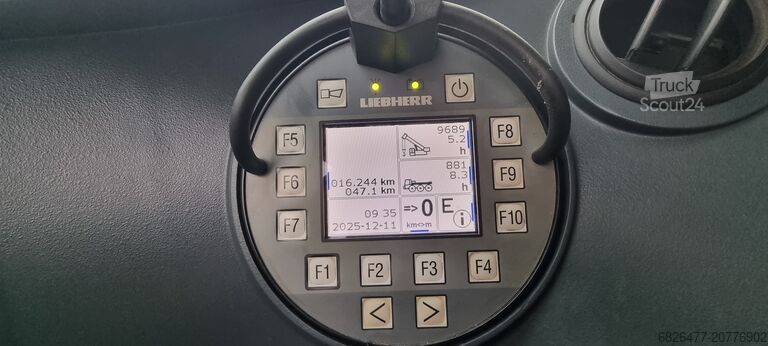 Truck
Scout24
LIEBHERR
F5
F8
9689
5.2
h
F6
F9
016.244 km
047.1 km
881
8.3
h
F7
F10
09 35
2025-12-11
=> 0
km<>m
E
i
F1
F2
F3
F4
<
>
6826477-20776902